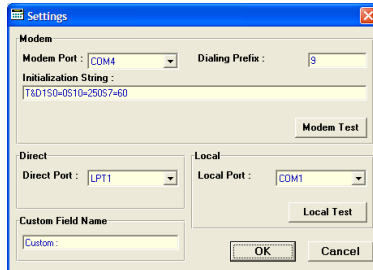 Settings
Modem
Modem Port : COM4 Dialing Prefix : 9
Initialization String :
T&D1S0=0S10=250S7=60
Modem Test
Direct
Direct Port : LPT1
Local
Local Port : COM1
Local Test
Custom Field Name
Custom :
OK Cancel